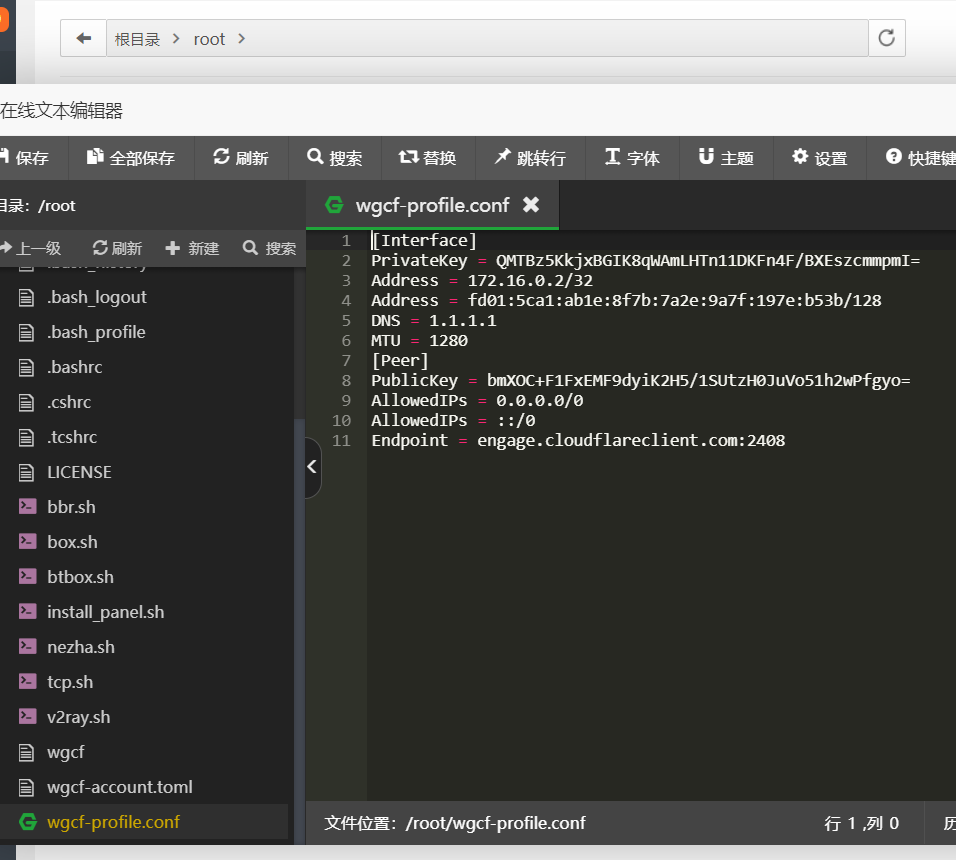 根目录 > root >
在线文本编辑器
保存 全部保存 刷新 搜索 替换 跳转行 字体 主题 设置 快捷键
目录：/root
上一级 刷新 新建 搜索
wgcf-profile.conf
.bash_history
.bash_logout
.bash_profile
.bashrc
.cshrc
.tcshrc
LICENSE
bbr.sh
box.sh
btbox.sh
install_panel.sh
nezha.sh
tcp.sh
v2ray.sh
wgcf
wgcf-account.toml
wgcf-profile.conf
1 [Interface]
2 PrivateKey = QMTBz5KkjxBGIK8qWAmLHTn11DKFn4F/BXEszcmmpmI=
3 Address = 172.16.0.2/32
4 Address = fd01:5ca1:ab1e:8f7b:7a2e:9a7f:197e:b53b/128
5 DNS = 1.1.1.1
6 MTU = 1280
7 [Peer]
8 PublicKey = bmXOC+F1FxEMF9dyiK2H5/1SUtzH0JuVo51h2wPfgyo=
9 AllowedIPs = 0.0.0.0/0
10 AllowedIPs = ::/0
11 Endpoint = engage.cloudflareclient.com:2408
文件位置：/root/wgcf-profile.conf 行 1 ,列 0 历